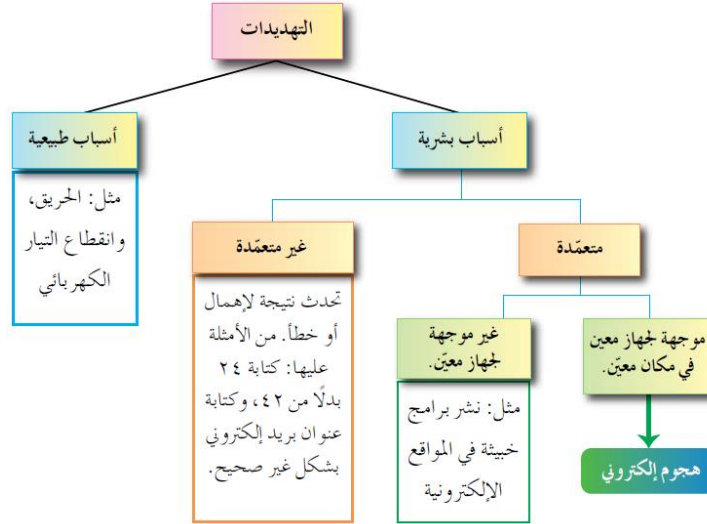 التهديدات
أسباب بشرية
أسباب طبيعية
مثل: الحريق،
وانقطاع التيار
الكهربائي
متعمّدة
غير متعمّدة
تحدث نتيجة لإهمال
أو خطأ. من الأمثلة
عليها: كتابة ٢٤
بدلًا من ٤٢، وكتابة
عنوان بريد إلكتروني
بشكل غير صحيح.
موجهة لجهاز معين
في مكان معيّن.
هجوم إلكتروني
غير موجهة
لجهاز معيّن.
مثل: نشر برامج
خبيثة في المواقع
الإلكترونية